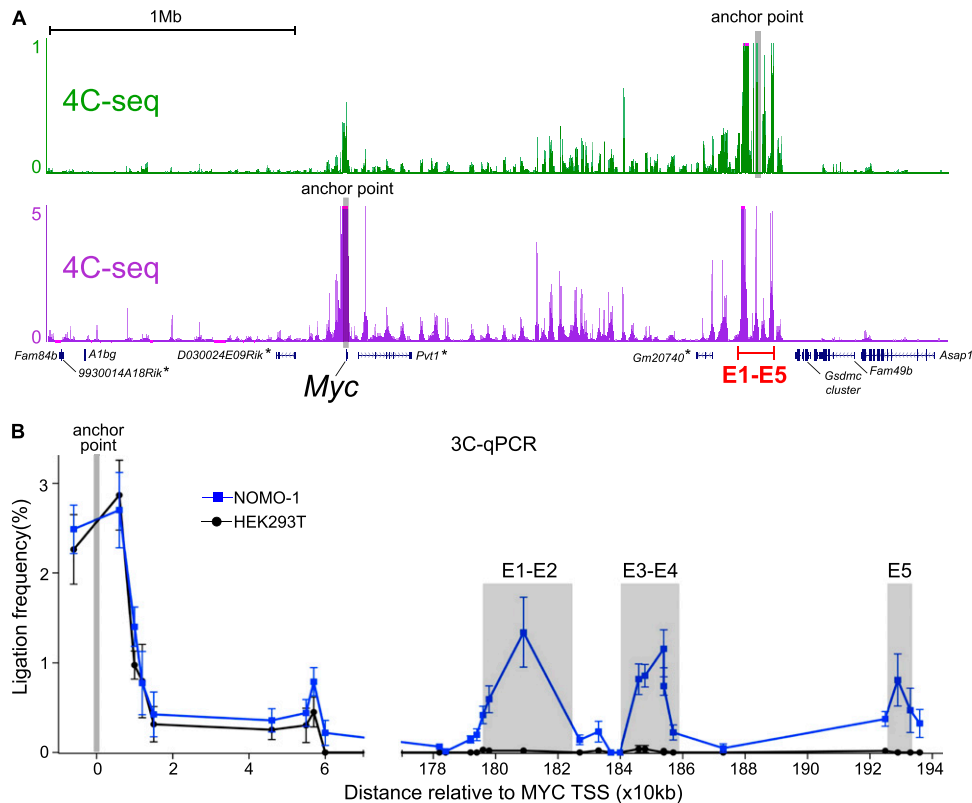 A
1Mb
anchor point
1
4C-seq
0
anchor point
5
4C-seq
0
Fam84b
A1bg
D030024E09Rik*
Pvt1*
Gm20740*
Asap1
9930014A18Rik*
Myc
E1-E5
Gsdmc
cluster
Fam49b
B
anchor
point
3C-qPCR
3
NOMO-1
HEK293T
E1-E2
E3-E4
E5
2
1
0
Ligation frequency(%)
0 2 4 6 178 180 182 184 186 188 190 192 194
Distance relative to MYC TSS (x10kb)